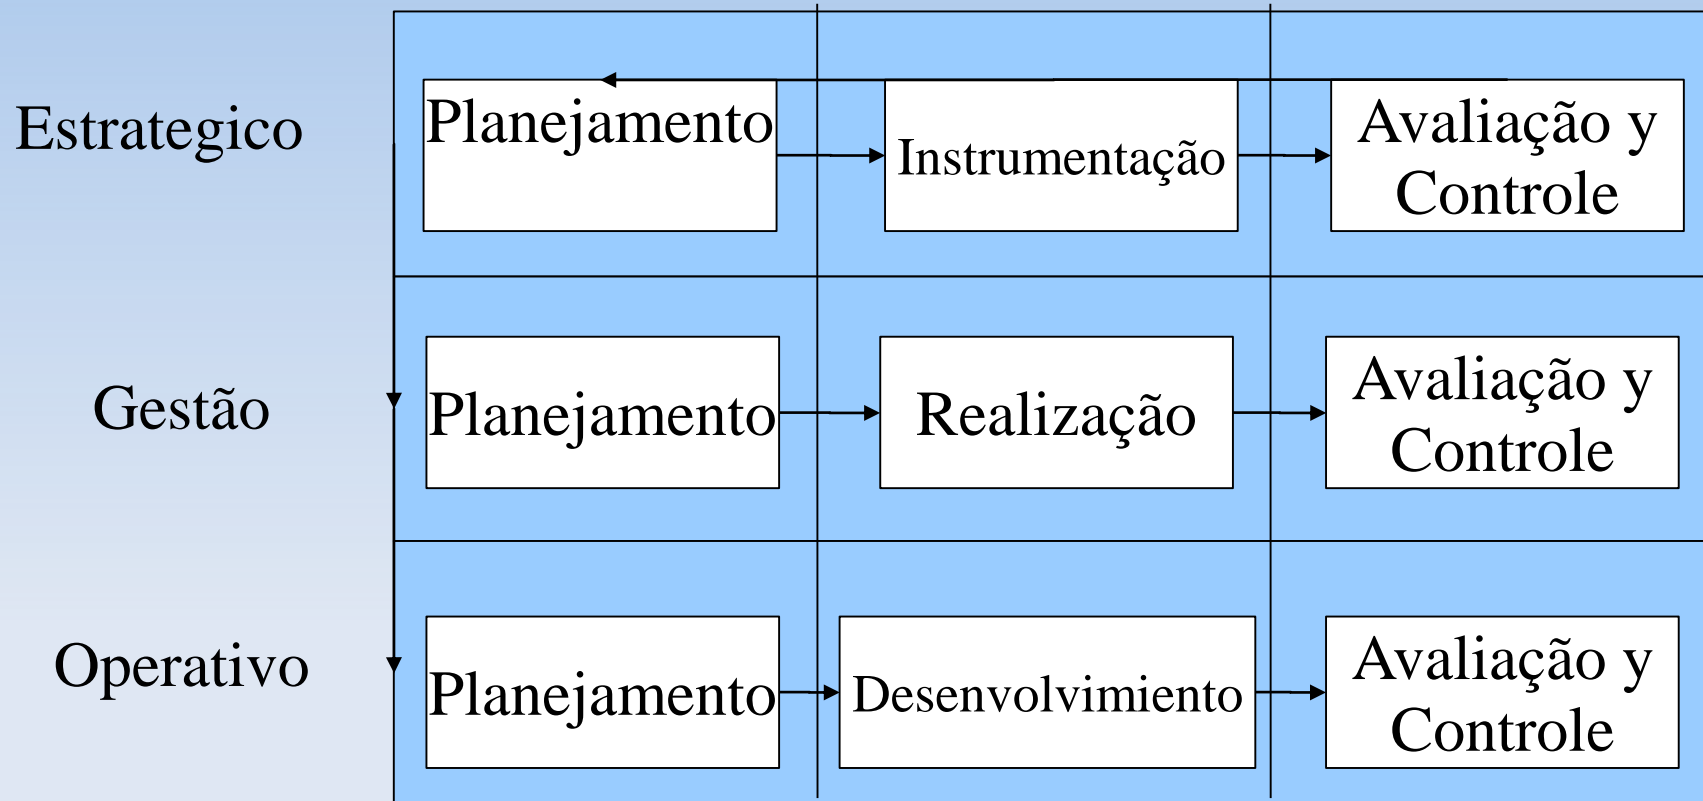 Estrategico
Planejamento
Instrumentação
Avaliação y
Controle
Gestão
Planejamento
Realização
Avaliação y
Controle
Operativo
Planejamento
Desenvolvimiento
Avaliação y
Controle